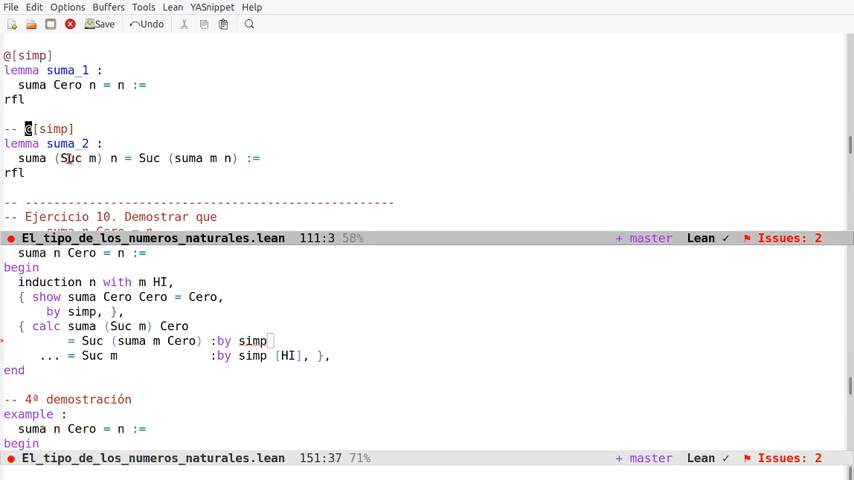 File Edit Options Buffers Tools Lean YASnippet Help
Save Undo
@[simp]
lemma suma_1 :
suma Cero n = n :=
rfl
-- @[simp]
lemma suma_2 :
suma (Suc m) n = Suc (suma m n) :=
rfl
-- ---------------------------------------------------
-- Ejercicio 10. Demostrar que
suma n Cero = n
El_tipo_de_los_numeros_naturales.lean 111:3 58% + master Lean ✓ Issues: 2
suma n Cero = n :=
begin
induction n with m HI,
{ show suma Cero Cero = Cero,
by simp, },
{ calc suma (Suc m) Cero
= Suc (suma m Cero) :by simp
... = Suc m :by simp [HI], },
end
-- 4ª demostración
example :
suma n Cero = n :=
begin
El_tipo_de_los_numeros_naturales.lean 151:37 71% + master Lean ✓ Issues: 2